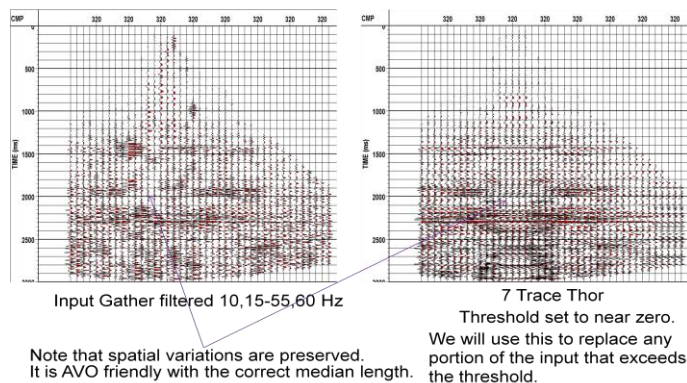 CMP 320 320 320 320 320 320 320 320
0
500
1000
1500
2000
2500
TIME (ms)
Input Gather filtered 10,15-55,60 Hz
CMP 320 320 320 320 320 320 320 320
0
500
1000
1500
2000
2500
TIME (ms)
7 Trace Thor
Threshold set to near zero.
We will use this to replace any
portion of the input that exceeds
the threshold.
Note that spatial variations are preserved.
It is AVO friendly with the correct median length.